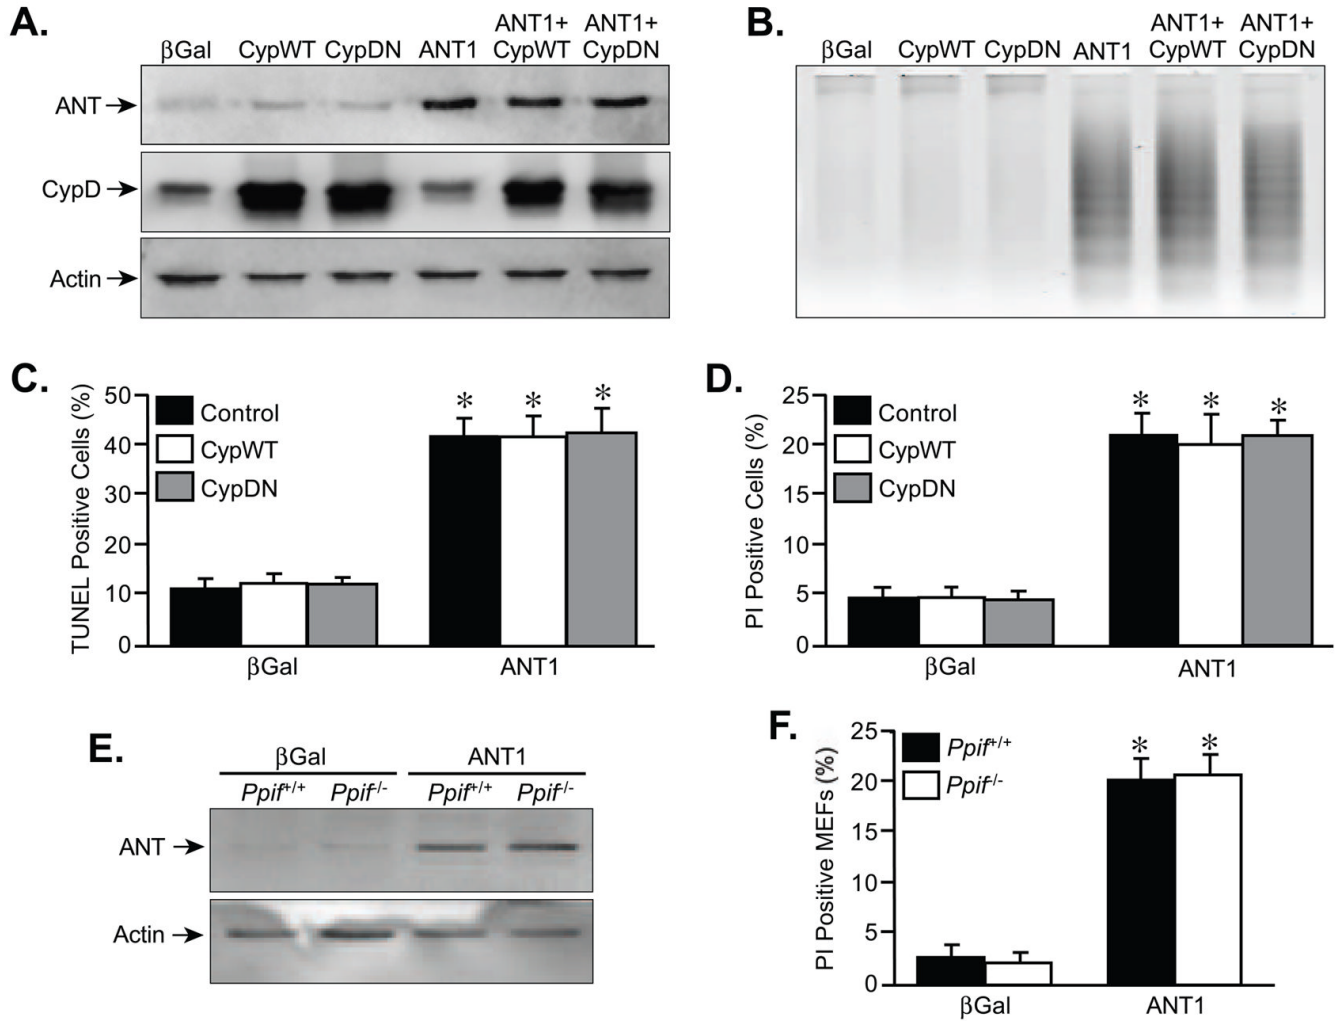 A.
βGal CypWT CypDN ANT1 ANT1+ CypWT ANT1+ CypDN
ANT
CypD
Actin
B.
βGal CypWT CypDN ANT1 ANT1+ CypWT ANT1+ CypDN
C.
TUNEL Positive Cells (%)
50
40
30
20
10
0
Control
CypWT
CypDN
* * *
βGal ANT1
D.
PI Positive Cells (%)
25
20
15
10
5
0
Control
CypWT
CypDN
* * *
βGal ANT1
E.
βGal ANT1
Ppif+/+ Ppif-/- Ppif+/+ Ppif-/-
ANT
Actin
F.
PI Positive MEFs (%)
25
20
15
10
5
0
Ppif+/+
Ppif-/-
* *
βGal ANT1